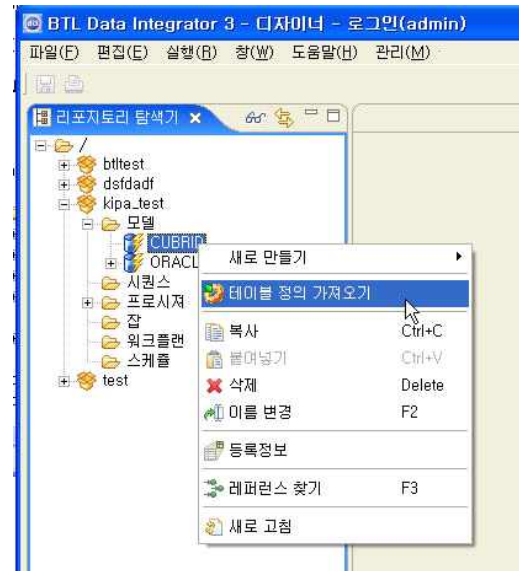 BTL Data Integrator 3 - 디자이너 - 로그인(admin)
파일(F) 편집(E) 실행(R) 창(W) 도움말(H) 관리(M)
리포지토리 탐색기
/
btltest
dsfdadf
kipa_test
모델
CUBRID
ORACL
시퀀스
프로시져
잡
워크플랜
스케쥴
test
새로 만들기
테이블 정의 가져오기
복사 Ctrl+C
붙여넣기 Ctrl+V
삭제 Delete
이름 변경 F2
등록정보
레퍼런스 찾기 F3
새로 고침